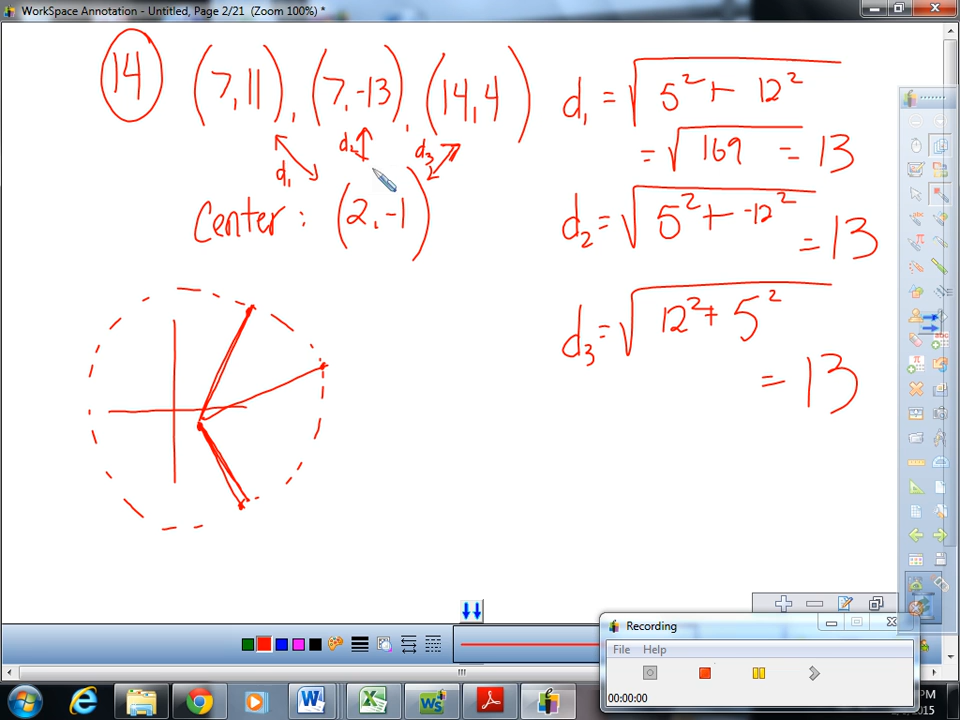 WorkSpace Annotation - Untitled, Page 2/21 (Zoom 100%) *
14 (7, 11), (7, -13), (14, 4)
d₁ d₂ d₃
Center: (2, -1)
d₁ = √5² + 12²
= √169 = 13
d₂ = √5² + -12²
= 13
d₃ = √12² + 5²
= 13
Recording
File Help
00:00:00